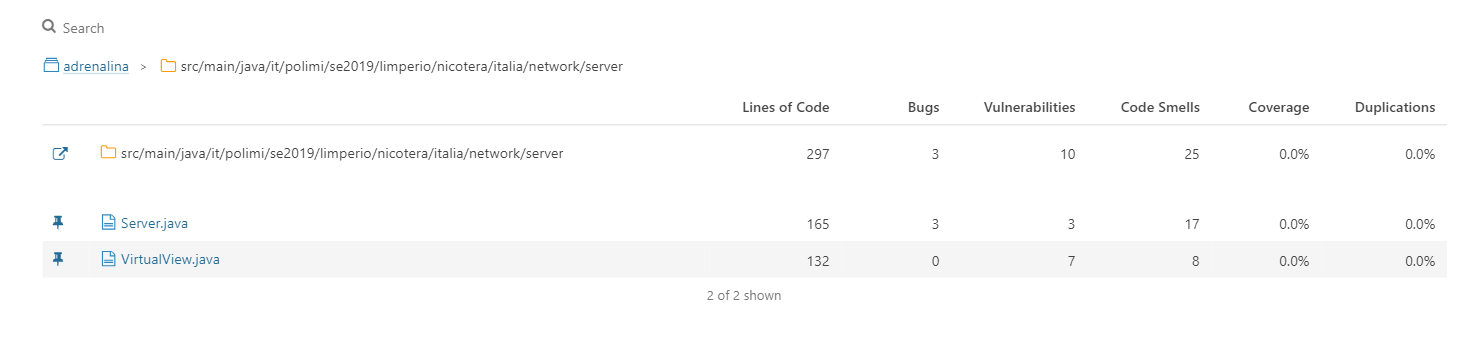 Search
adrenalina > src/main/java/it/polimi/se2019/limperio/nicotera/italia/network/server
Lines of Code Bugs Vulnerabilities Code Smells Coverage Duplications
src/main/java/it/polimi/se2019/limperio/nicotera/italia/network/server 297 3 10 25 0.0% 0.0%
Server.java 165 3 3 17 0.0% 0.0%
VirtualView.java 132 0 7 8 0.0% 0.0%
2 of 2 shown